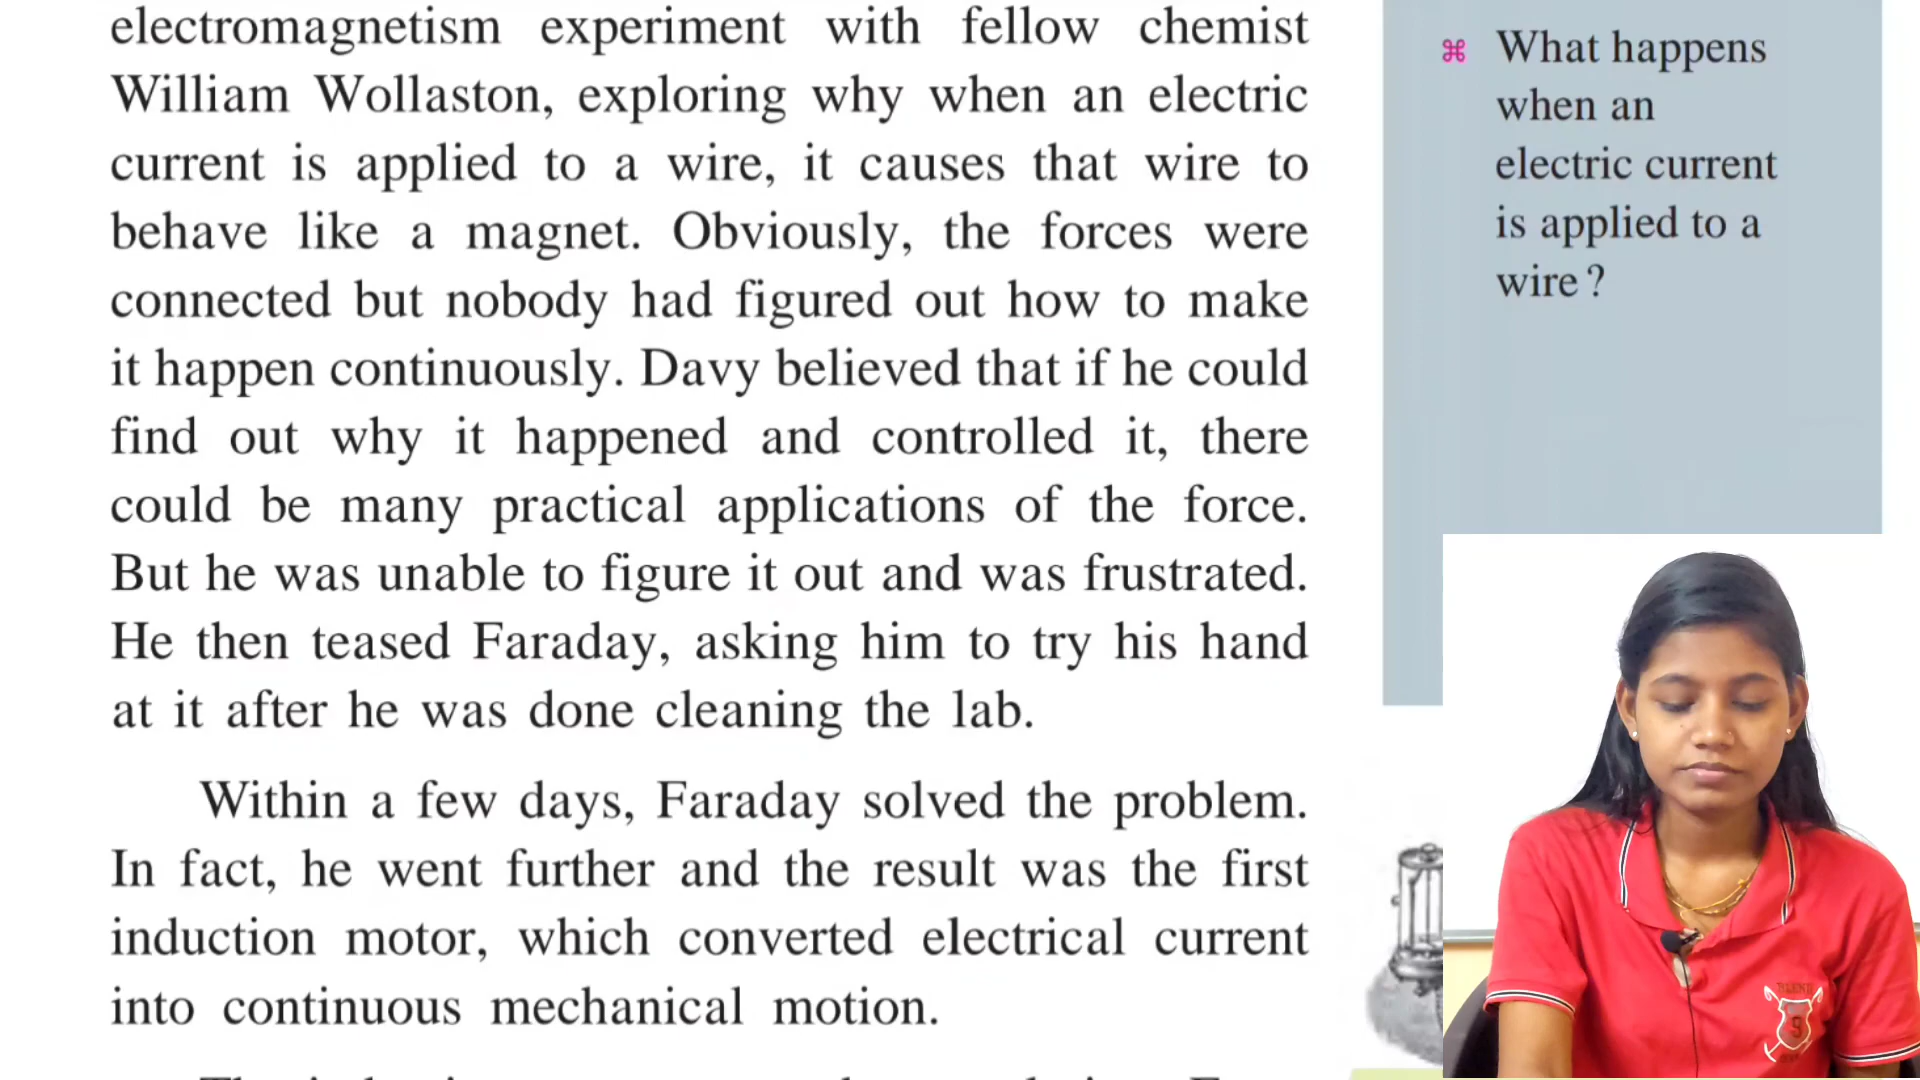 electromagnetism experiment with fellow chemist
William Wollaston, exploring why when an electric
current is applied to a wire, it causes that wire to
behave like a magnet. Obviously, the forces were
connected but nobody had figured out how to make
it happen continuously. Davy believed that if he could
find out why it happened and controlled it, there
could be many practical applications of the force.
But he was unable to figure it out and was frustrated.
He then teased Faraday, asking him to try his hand
at it after he was done cleaning the lab.
Within a few days, Faraday solved the problem.
In fact, he went further and the result was the first
induction motor, which converted electrical current
into continuous mechanical motion.
⌘ What happens
when an
electric current
is applied to a
wire ?